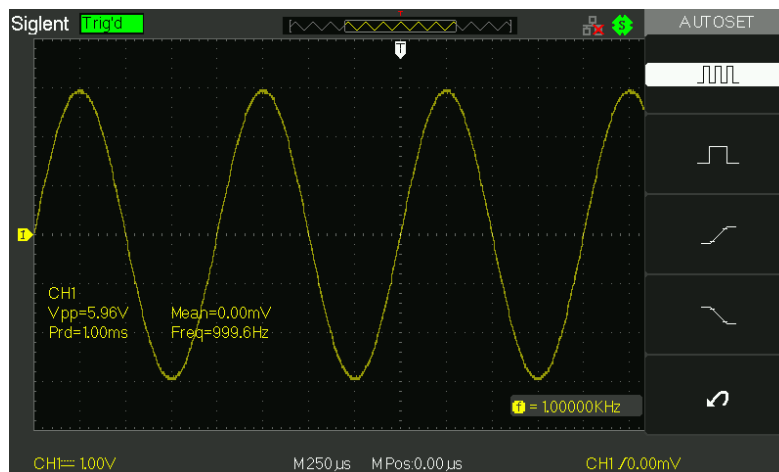 Siglent Trig'd T S AUTOSET
T
1
CH1
Vpp=5.96V Mean=0.00mV
Prd=1.00ms Freq=999.6Hz
f = 1.00000KHz
CH1 1.00V M 250µs M Pos:0.00µs CH1 /0.00mV